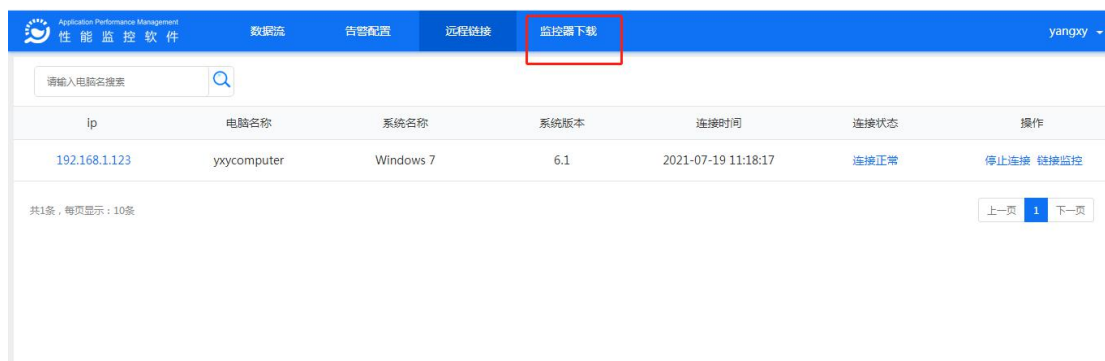 Application Performance Management
性能监控软件
数据流 告警配置 远程链接 监控器下载 yangxy
请输入电脑名搜索
ip 电脑名称 系统名称 系统版本 连接时间 连接状态 操作
192.168.1.123 yxycomputer Windows 7 6.1 2021-07-19 11:18:17 连接正常 停止连接 链接监控
共1条，每页显示：10条 上一页 1 下一页